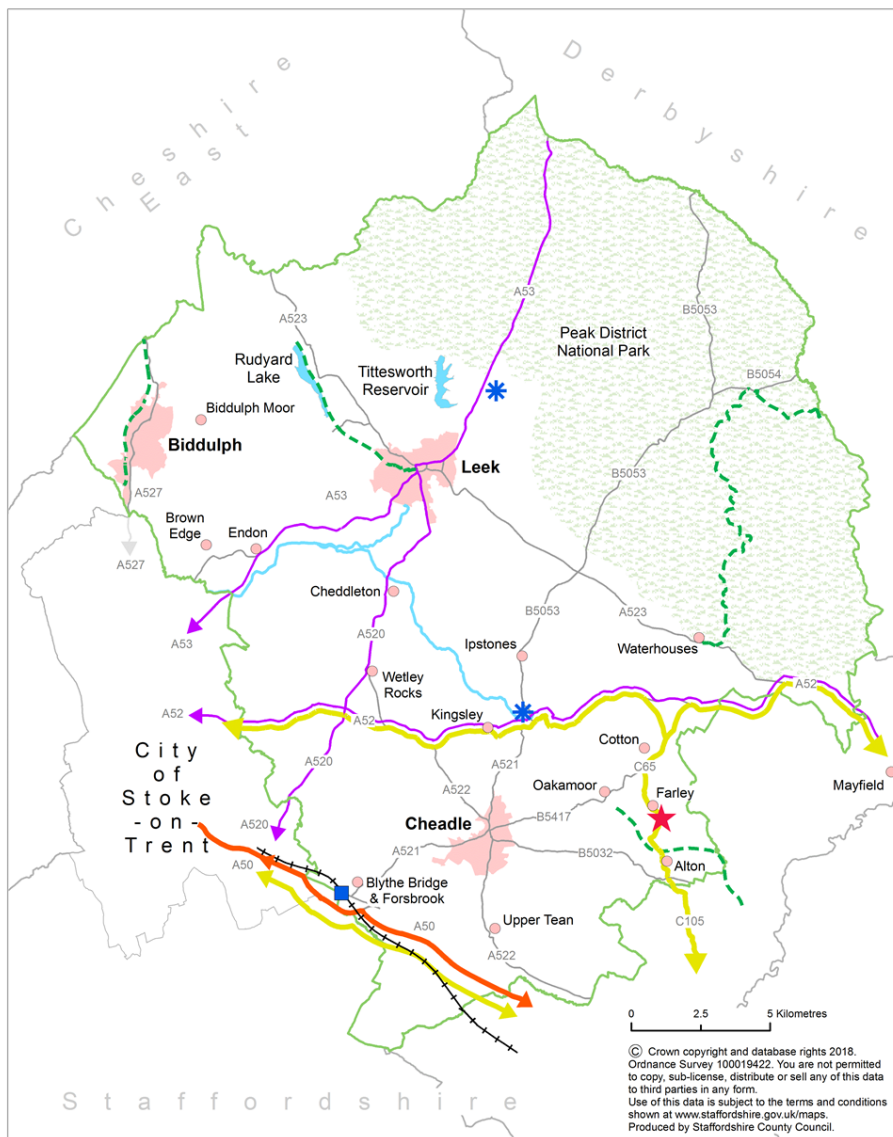 Cheshire
East
Derbyshire
A53
B5053
A523
Peak District
National Park
Rudyard
Lake
Tittesworth
Reservoir
B5054
Biddulph Moor
Biddulph
Leek
B5053
A527
A53
Brown
Edge
Endon
A527
Cheddleton
B5053
A523
A53
A520
Ipstones
Waterhouses
Wetley
Rocks
A52
A52
A52
Kingsley
Cotton
City
of
Stoke
-on-
Trent
A520
A521
C65
Mayfield
A522
Oakamoor
Farley
A520
Cheadle
B5417
A50
A521
B5032
Alton
Blythe Bridge
& Forsbrook
A50
Upper Tean
C105
A522
0 2.5 5 Kilometres
© Crown copyright and database rights 2018.
Ordnance Survey 100019422. You are not permitted
to copy, sub-license, distribute or sell any of this data
to third parties in any form.
Use of this data is subject to the terms and conditions
shown at www.staffordshire.gov.uk/maps.
Produced by Staffordshire County Council.
Staffordshire